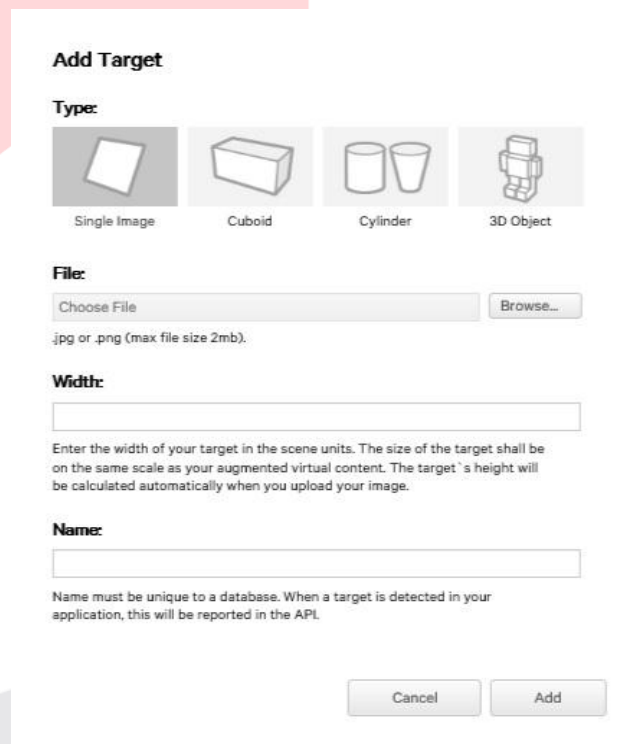 Add Target
Type:
Single Image
Cuboid
Cylinder
3D Object
File:
Choose File
Browse...
.jpg or .png (max file size 2mb).
Width:
Enter the width of your target in the scene units. The size of the target shall be
on the same scale as your augmented virtual content. The target`s height will
be calculated automatically when you upload your image.
Name:
Name must be unique to a database. When a target is detected in your
application, this will be reported in the API.
Cancel
Add